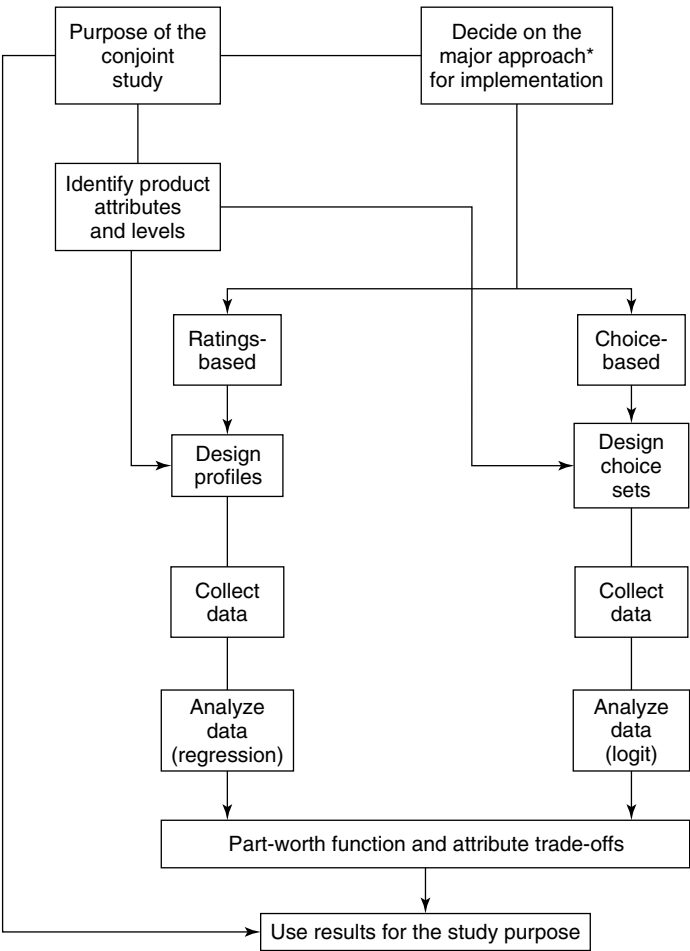 Purpose of the
conjoint
study
Decide on the
major approach*
for implementation
Identify product
attributes
and levels
Ratings-
based
Choice-
based
Design
profiles
Design
choice
sets
Collect
data
Collect
data
Analyze
data
(regression)
Analyze
data
(logit)
Part-worth function and attribute trade-offs
Use results for the study purpose